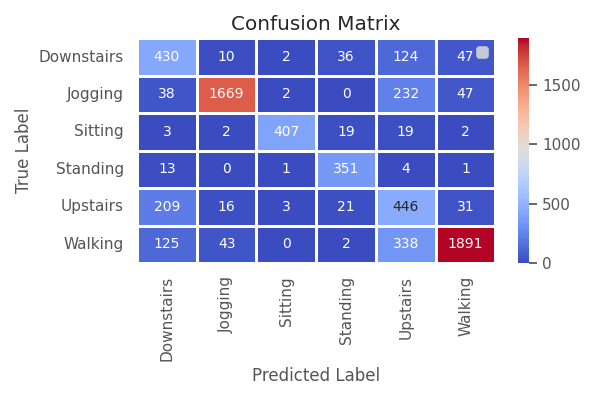 Confusion Matrix
True Label
Downstairs 430 10 2 36 124 47
Jogging 38 1669 2 0 232 47
Sitting 3 2 407 19 19 2
Standing 13 0 1 351 4 1
Upstairs 209 16 3 21 446 31
Walking 125 43 0 2 338 1891
Downstairs Jogging Sitting Standing Upstairs Walking
Predicted Label
1500
1000
500
0